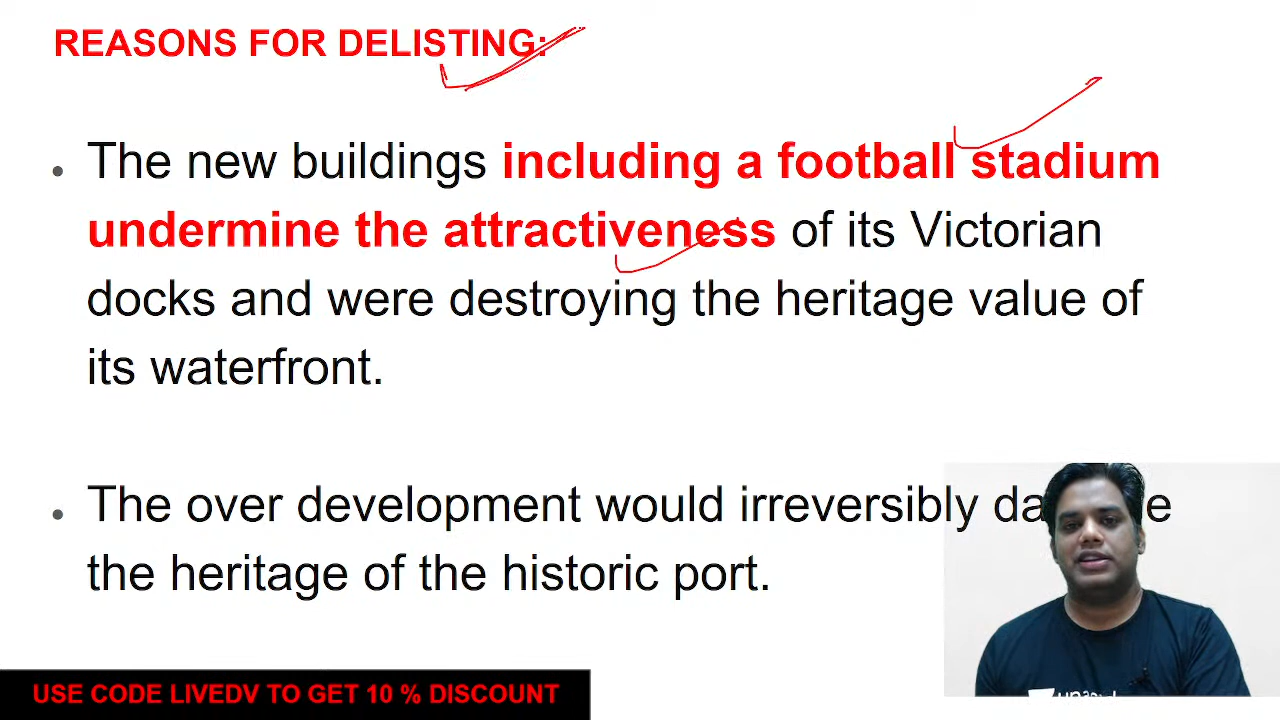 REASONS FOR DELISTING:
• The new buildings including a football stadium
undermine the attractiveness of its Victorian
docks and were destroying the heritage value of
its waterfront.
• The over development would irreversibly
the heritage of the historic port.
USE CODE LIVEDV TO GET 10 % DISCOUNT